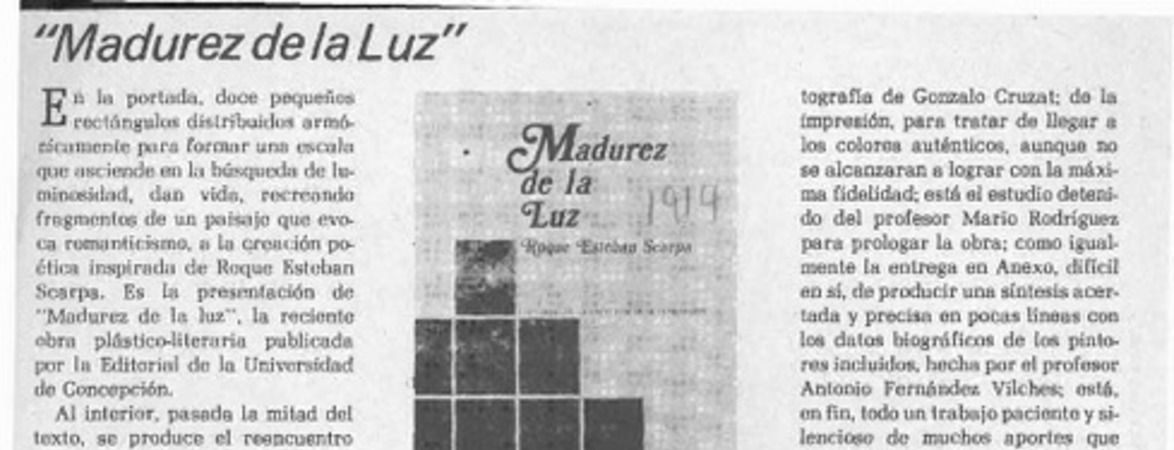 “Madurez de la Luz”
En la portada, doce pequeños
rectángulos distribuidos armó-
nicamente para formar una escala
que asciende en la búsqueda de lu-
minosidad, dan vida, recreando
fragmentos de un paisaje que evo-
ca romanticismo, a la creación po-
ética inspirada de Roque Esteban
Scarpa. Es la presentación de
"Madurez de la luz", la reciente
obra plástico-literaria publicada
por la Editorial de la Universidad
de Concepción.
Al interior, pasada la mitad del
texto, se produce el reencuentro
Madurez
de la
Luz
1914
Roque Esteban Scarpa
tografía de Gonzalo Cruzat; de la
impresión, para tratar de llegar a
los colores auténticos, aunque no
se alcanzaran a lograr con la máxi-
ma fidelidad; está el estudio deteni-
do del profesor Mario Rodríguez
para prologar la obra; como igual-
mente la entrega en Anexo, difícil
en sí, de producir una síntesis acer-
tada y precisa en pocas líneas con
los datos biográficos de los pinto-
res incluidos, hecha por el profesor
Antonio Fernández Vilches; está,
en fin, todo un trabajo paciente y si-
lencioso de muchos aportes que